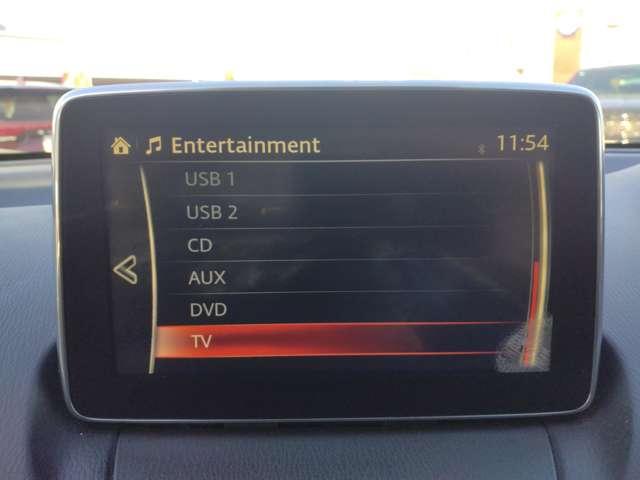 Entertainment 11:54
USB 1
USB 2
CD
AUX
DVD
TV